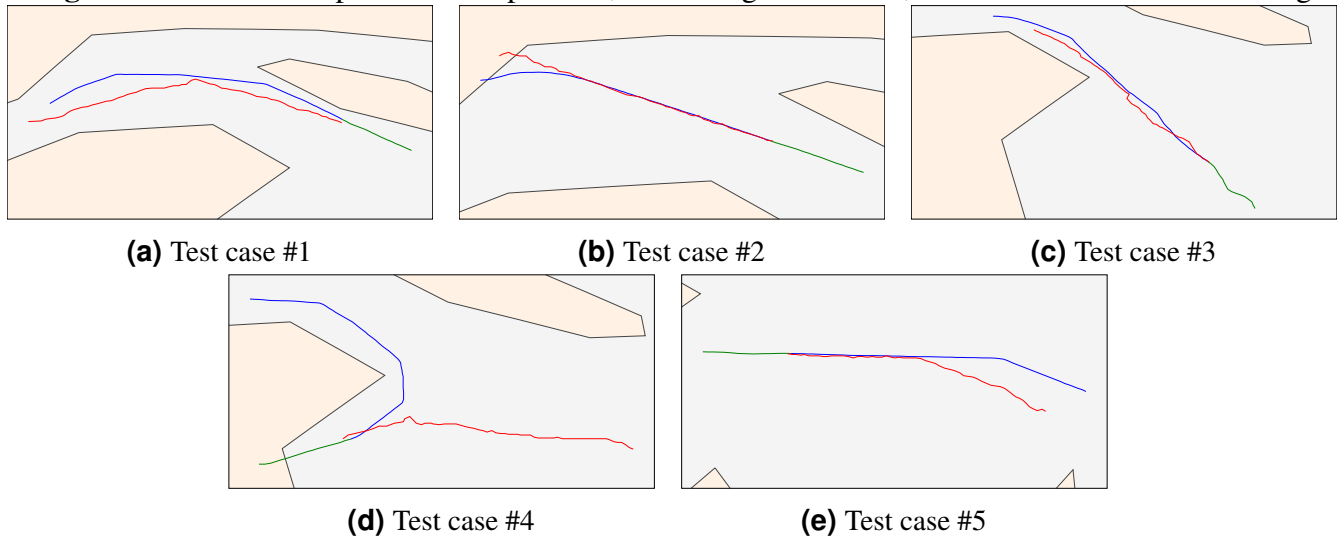 (a) Test case #1
(b) Test case #2
(c) Test case #3
(d) Test case #4
(e) Test case #5